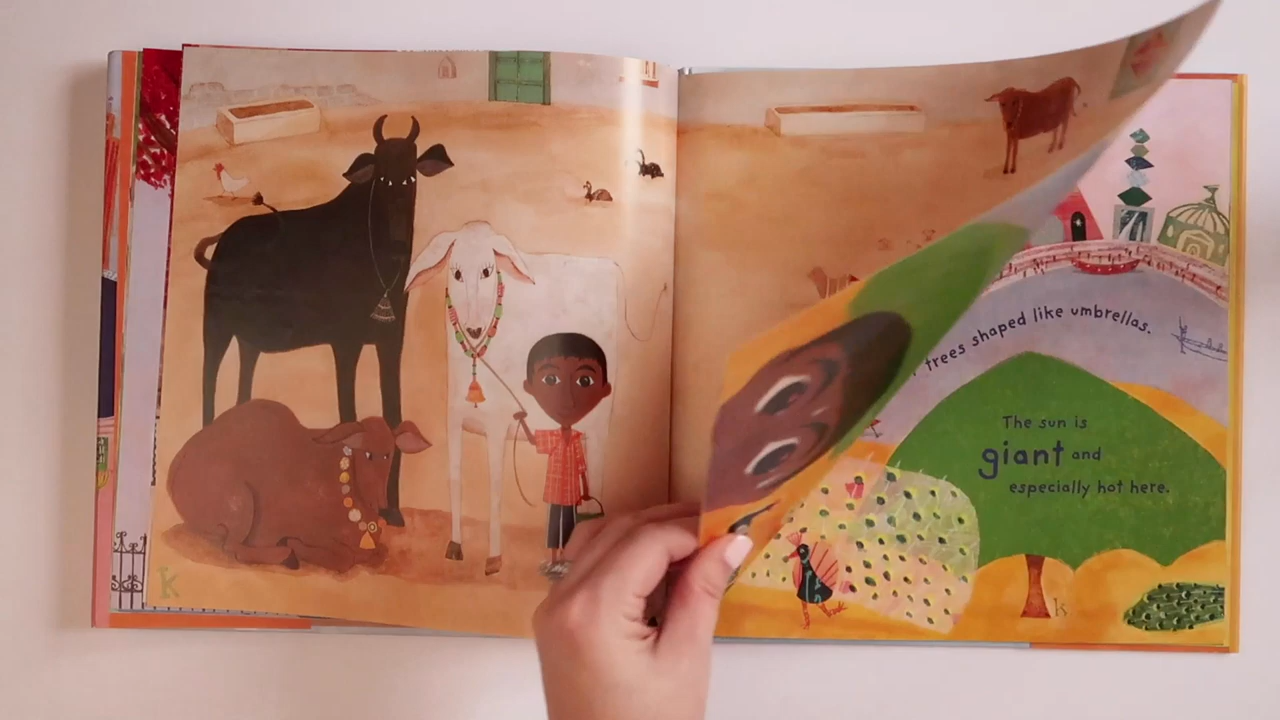 trees shaped like umbrellas.
The sun is
giant and
especially hot here.
k
k